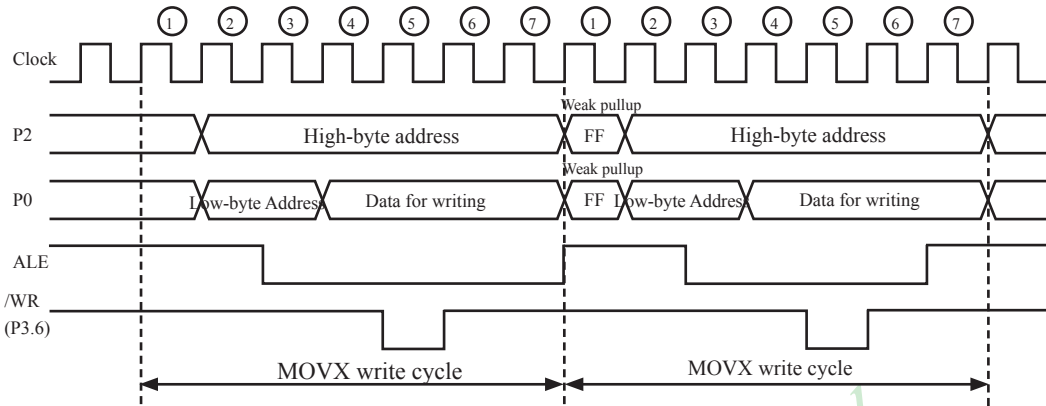 1 2 3 4 5 6 7 1 2 3 4 5 6 7
Clock
Weak pullup
P2 High-byte address FF High-byte address
Weak pullup
P0 Low-byte Address Data for writing FF Low-byte Address Data for writing
ALE
/WR
(P3.6)
MOVX write cycle MOVX write cycle